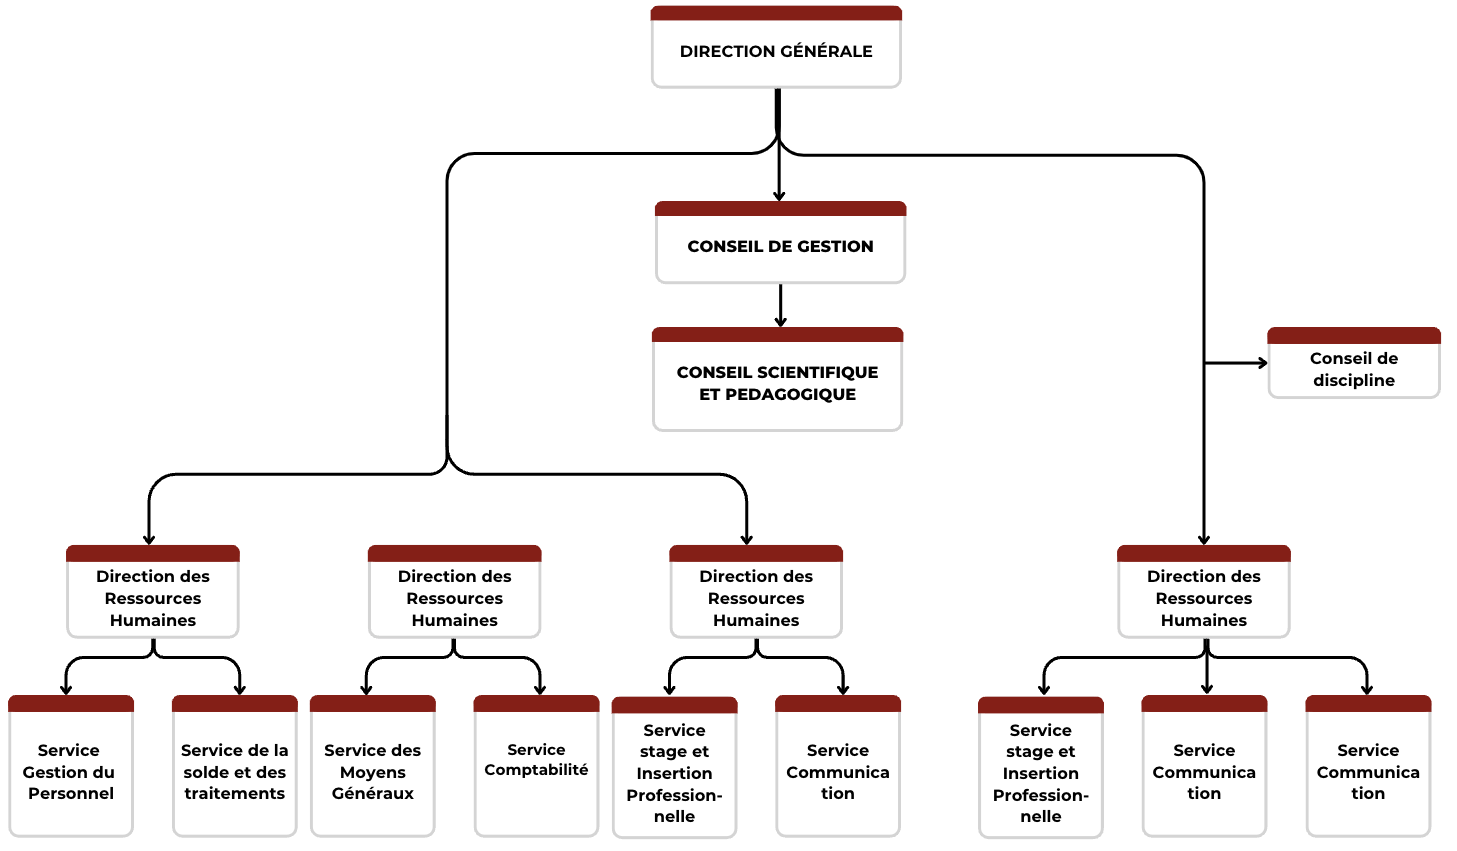 DIRECTION GÉNÉRALE
CONSEIL DE GESTION
CONSEIL SCIENTIFIQUE
ET PEDAGOGIQUE
Conseil de
discipline
Direction des
Ressources
Humaines
Direction des
Ressources
Humaines
Direction des
Ressources
Humaines
Direction des
Ressources
Humaines
Service
Gestion du
Personnel
Service de la
solde et des
traitements
Service des
Moyens
Généraux
Service
Comptabilité
Service
stage et
Insertion
Profession-
nelle
Service
Communica
tion
Service
stage et
Insertion
Profession-
nelle
Service
Communica
tion
Service
Communica
tion